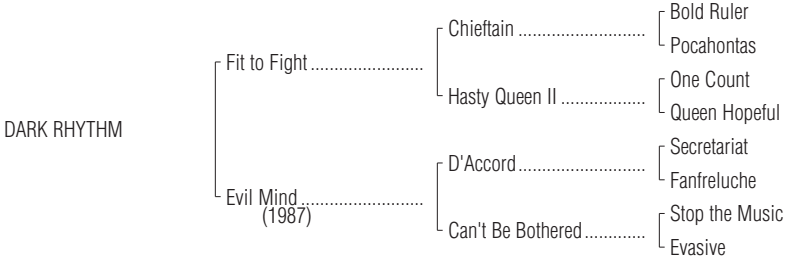 Bold Ruler
Chieftain ...........................
Pocahontas
Fit to Fight ........................
One Count
Hasty Queen II ..................
Queen Hopeful
DARK RHYTHM
Secretariat
D'Accord ...........................
Fanfreluche
Evil Mind ..........................
(1987)
Stop the Music
Can't Be Bothered .............
Evasive